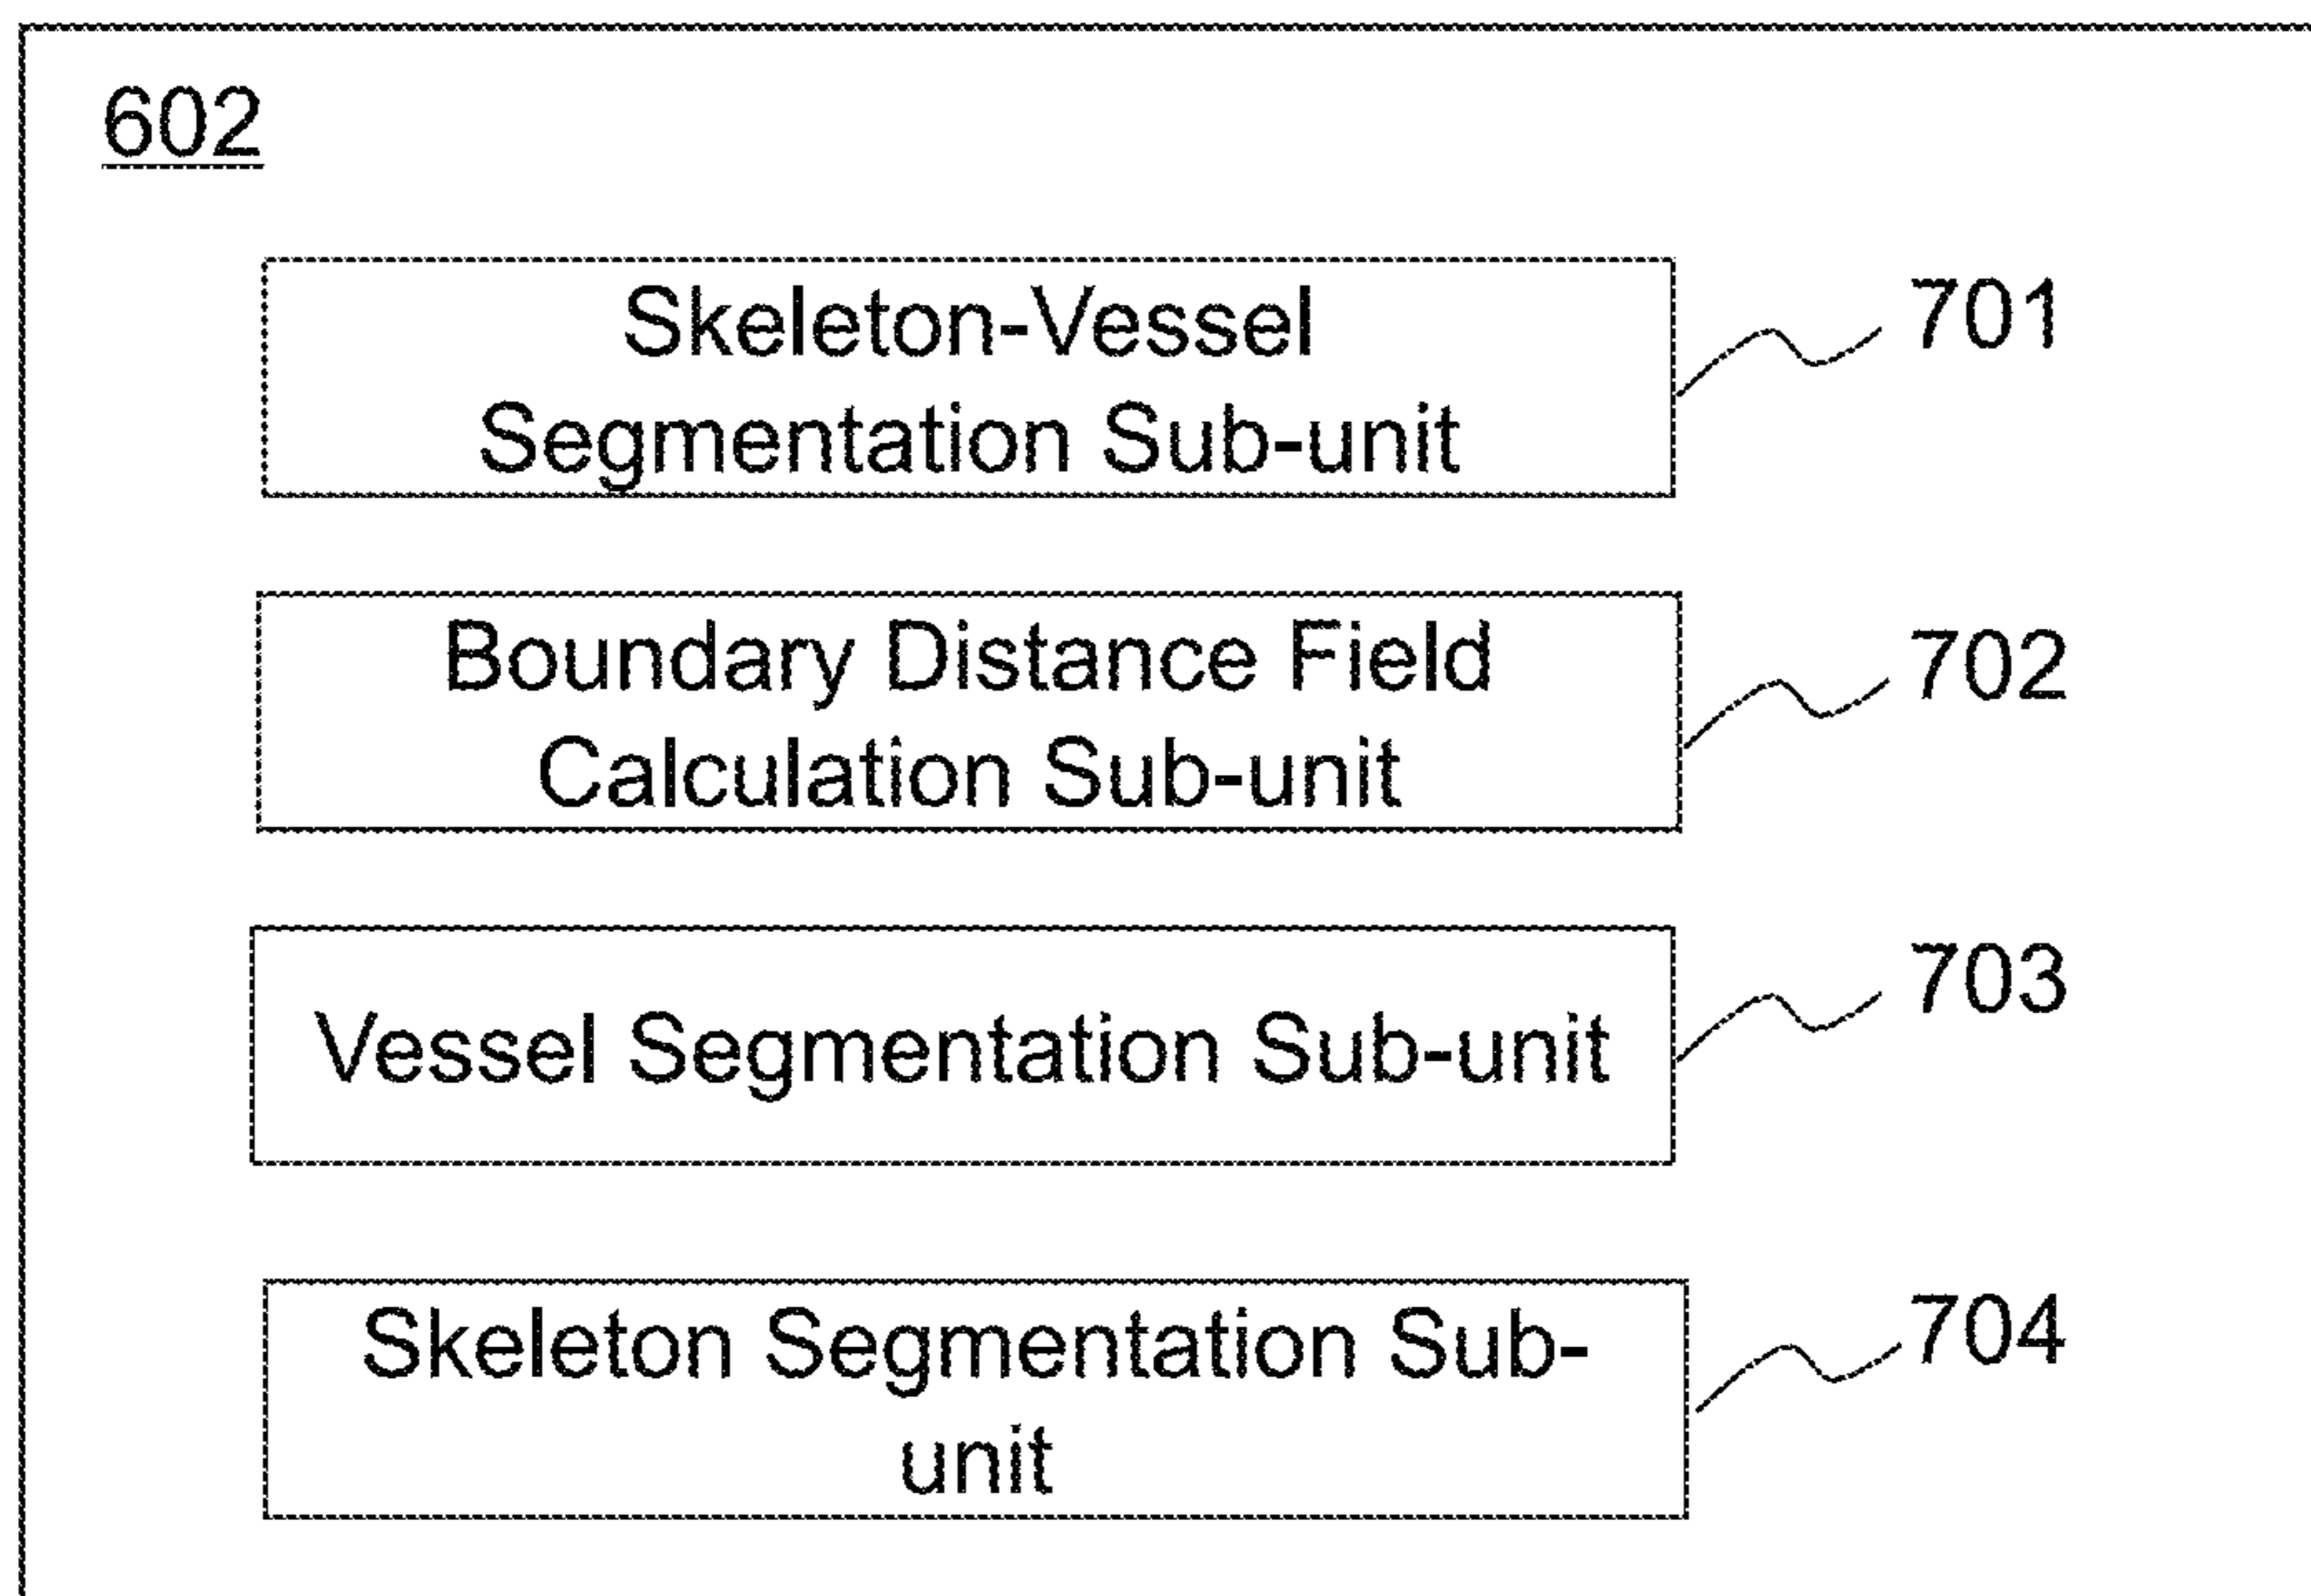 602
Skeleton-Vessel
Segmentation Sub-unit
701
Boundary Distance Field
Calculation Sub-unit
702
Vessel Segmentation Sub-unit
703
Skeleton Segmentation Sub-
unit
704